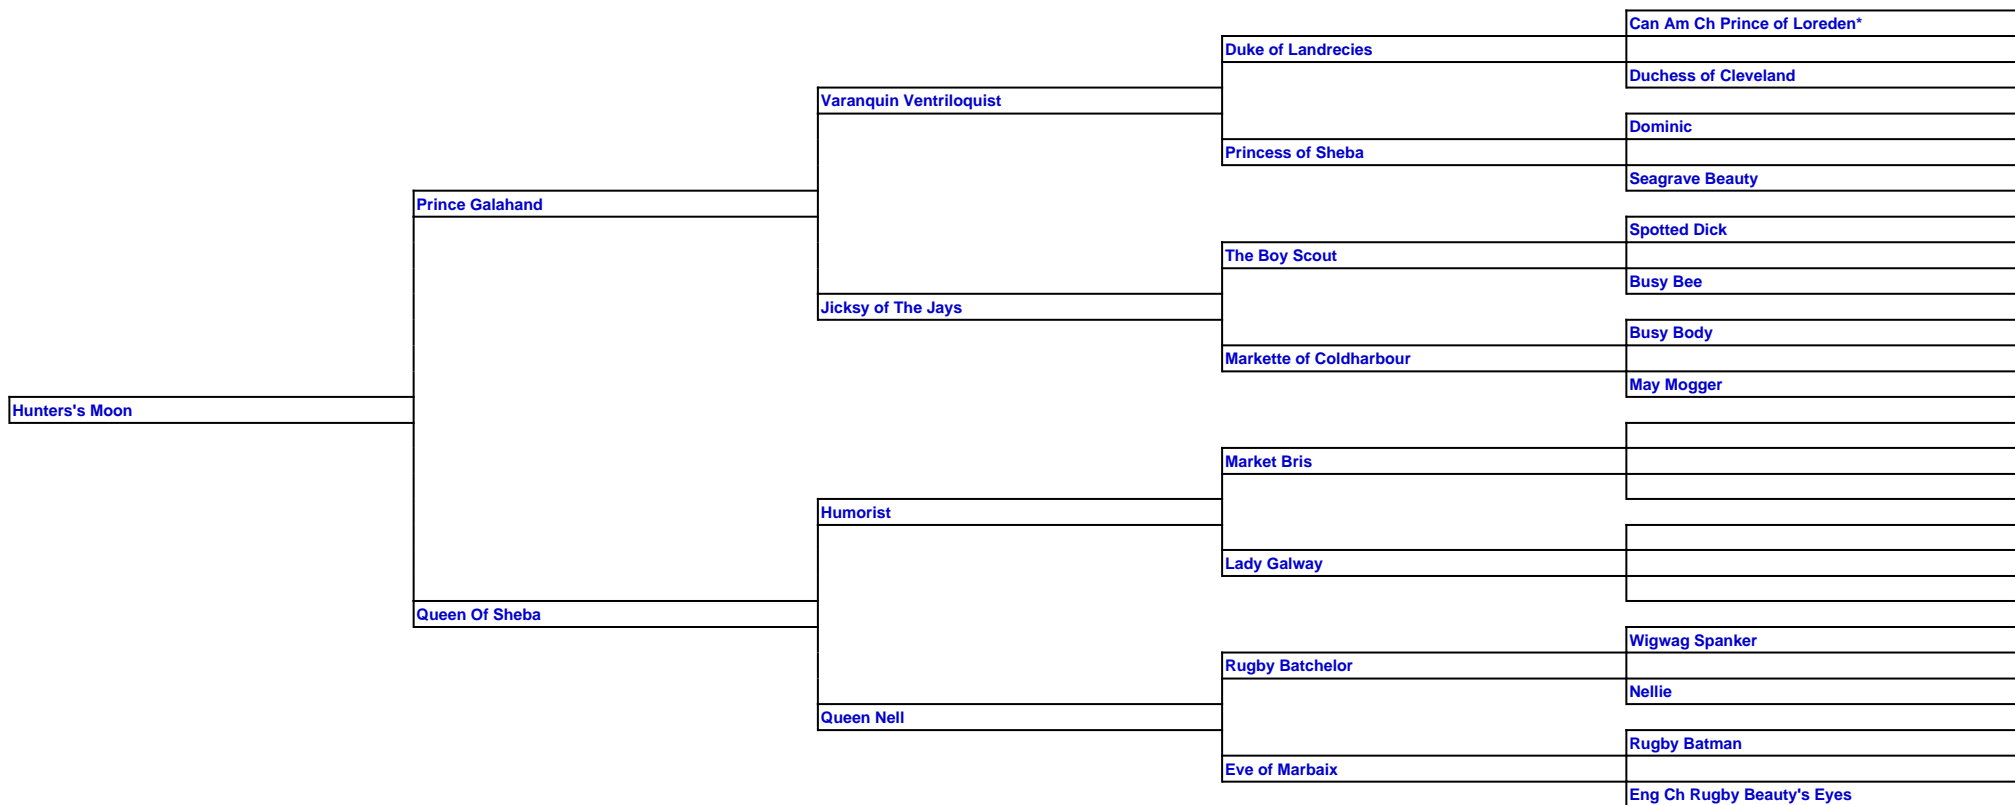 Can Am Ch Prince of Loreden*
Duke of Landrecies
Duchess of Cleveland
Varanquin Ventriloquist
Dominic
Princess of Sheba
Seagrave Beauty
Prince Galahand
Spotted Dick
The Boy Scout
Busy Bee
Jicksy of The Jays
Busy Body
Markette of Coldharbour
May Mogger
Hunters's Moon
Market Bris
Humorist
Lady Galway
Queen Of Sheba
Wigwag Spanker
Rugby Batchelor
Nellie
Queen Nell
Rugby Batman
Eve of Marbaix
Eng Ch Rugby Beauty's Eyes